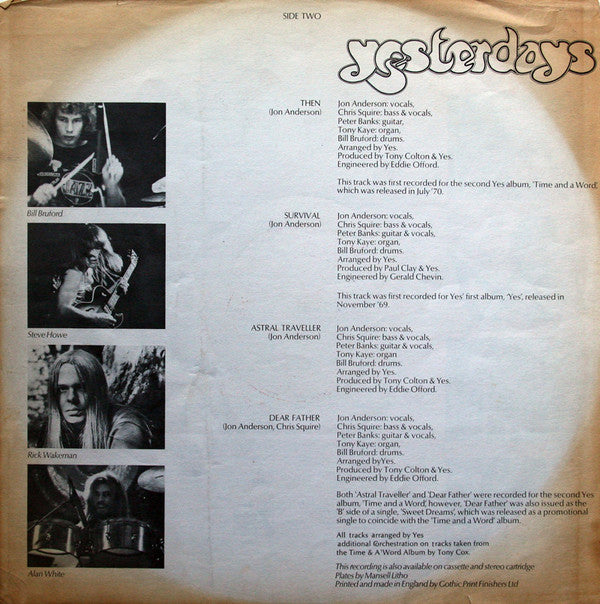 SIDE TWO
yesterdays
THEN
(Jon Anderson)
Jon Anderson: vocals,
Chris Squire: bass & vocals,
Peter Banks: guitar,
Tony Kaye: organ,
Bill Bruford: drums.
Arranged by Yes.
Produced by Tony Colton & Yes.
Engineered by Eddie Offord.
This track was first recorded for the second Yes album, 'Time and a Word,'
which was released in July '70.
Bill Bruford
SURVIVAL
(Jon Anderson)
Jon Anderson: vocals,
Chris Squire: bass & vocals,
Peter Banks: guitar & vocals,
Tony Kaye: organ,
Bill Bruford: drums.
Arranged by Yes.
Produced by Paul Clay & Yes.
Engineered by Gerald Chevin.
This track was first recorded for Yes' first album, 'Yes', released in
November '69.
Steve Howe
ASTRAL TRAVELLER
(Jon Anderson)
Jon Anderson: vocals,
Chris Squire: bass & vocals,
Peter Banks: guitar & vocals,
Tony Kaye: organ
Bill Bruford: drums.
Arranged by Yes.
Produced by Tony Colton & Yes.
Engineered by Eddie Offord.
Rick Wakeman
DEAR FATHER
(Jon Anderson, Chris Squire)
Jon Anderson: vocals,
Chris Squire: bass & vocals,
Peter Banks: guitar & vocals,
Tony Kaye: organ,
Bill Bruford: drums.
Arranged by Yes.
Produced by Tony Colton & Yes.
Engineered by Eddie Offord.
Both 'Astral Traveller' and 'Dear Father' were recorded for the second Yes
album, 'Time and a Word', however, 'Dear Father' was also issued as the
'B' side of a single, 'Sweet Dreams', which was released as a promotional
single to coincide with the 'Time and a Word' album.
All tracks arranged by Yes
additional Orchestration on tracks taken from
the Time & A Word Album by Tony Cox.
Alan White
This recording is also available on cassette and stereo cartridge
Plates by Mansell Litho
Printed and made in England by Gothic Print Finishers Ltd